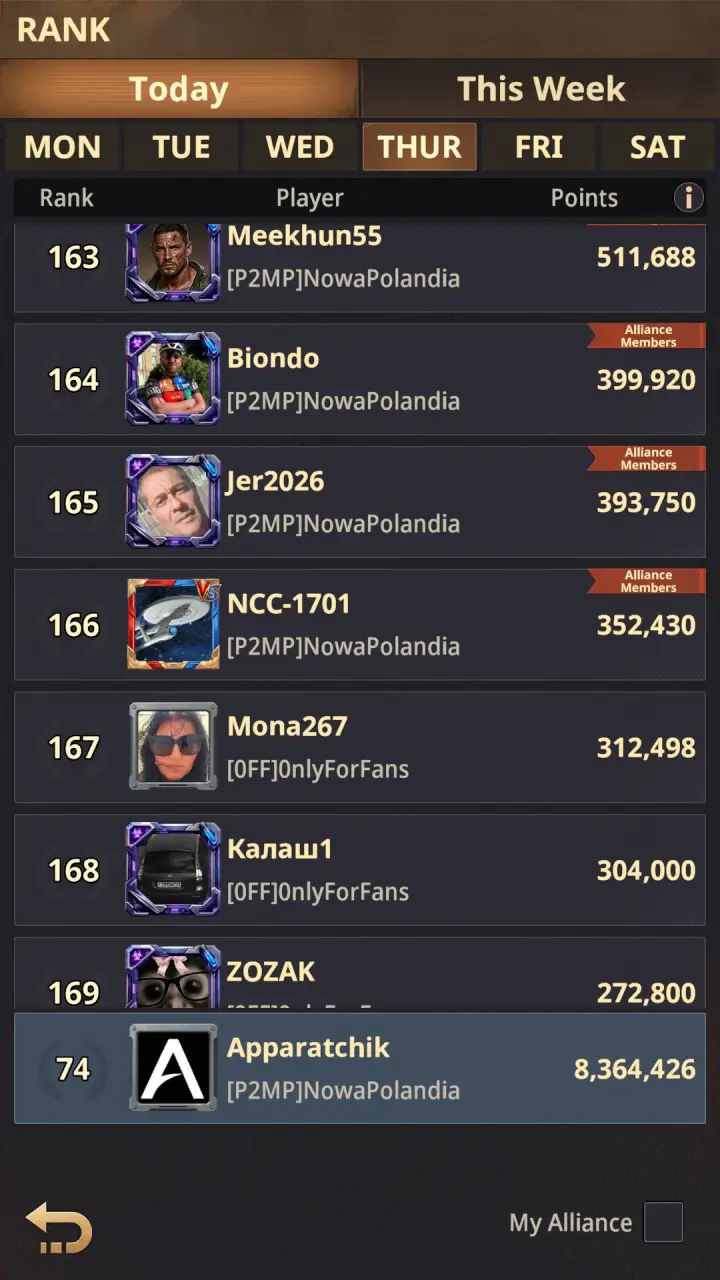 RANK
Today
This Week
MON
TUE
WED
THUR
FRI
SAT
Rank
Player
Points
163
Meekhun55
[P2MP]NowaPolandia
511,688
164
Biondo
[P2MP]NowaPolandia
Alliance
Members
399,920
165
Jer2026
[P2MP]NowaPolandia
Alliance
Members
393,750
166
VS
NCC-1701
[P2MP]NowaPolandia
Alliance
Members
352,430
167
Mona267
[0FF]0nlyForFans
312,498
168
Калаш1
[0FF]0nlyForFans
304,000
169
ZOZAK
272,800
74
Apparatchik
[P2MP]NowaPolandia
8,364,426
My Alliance